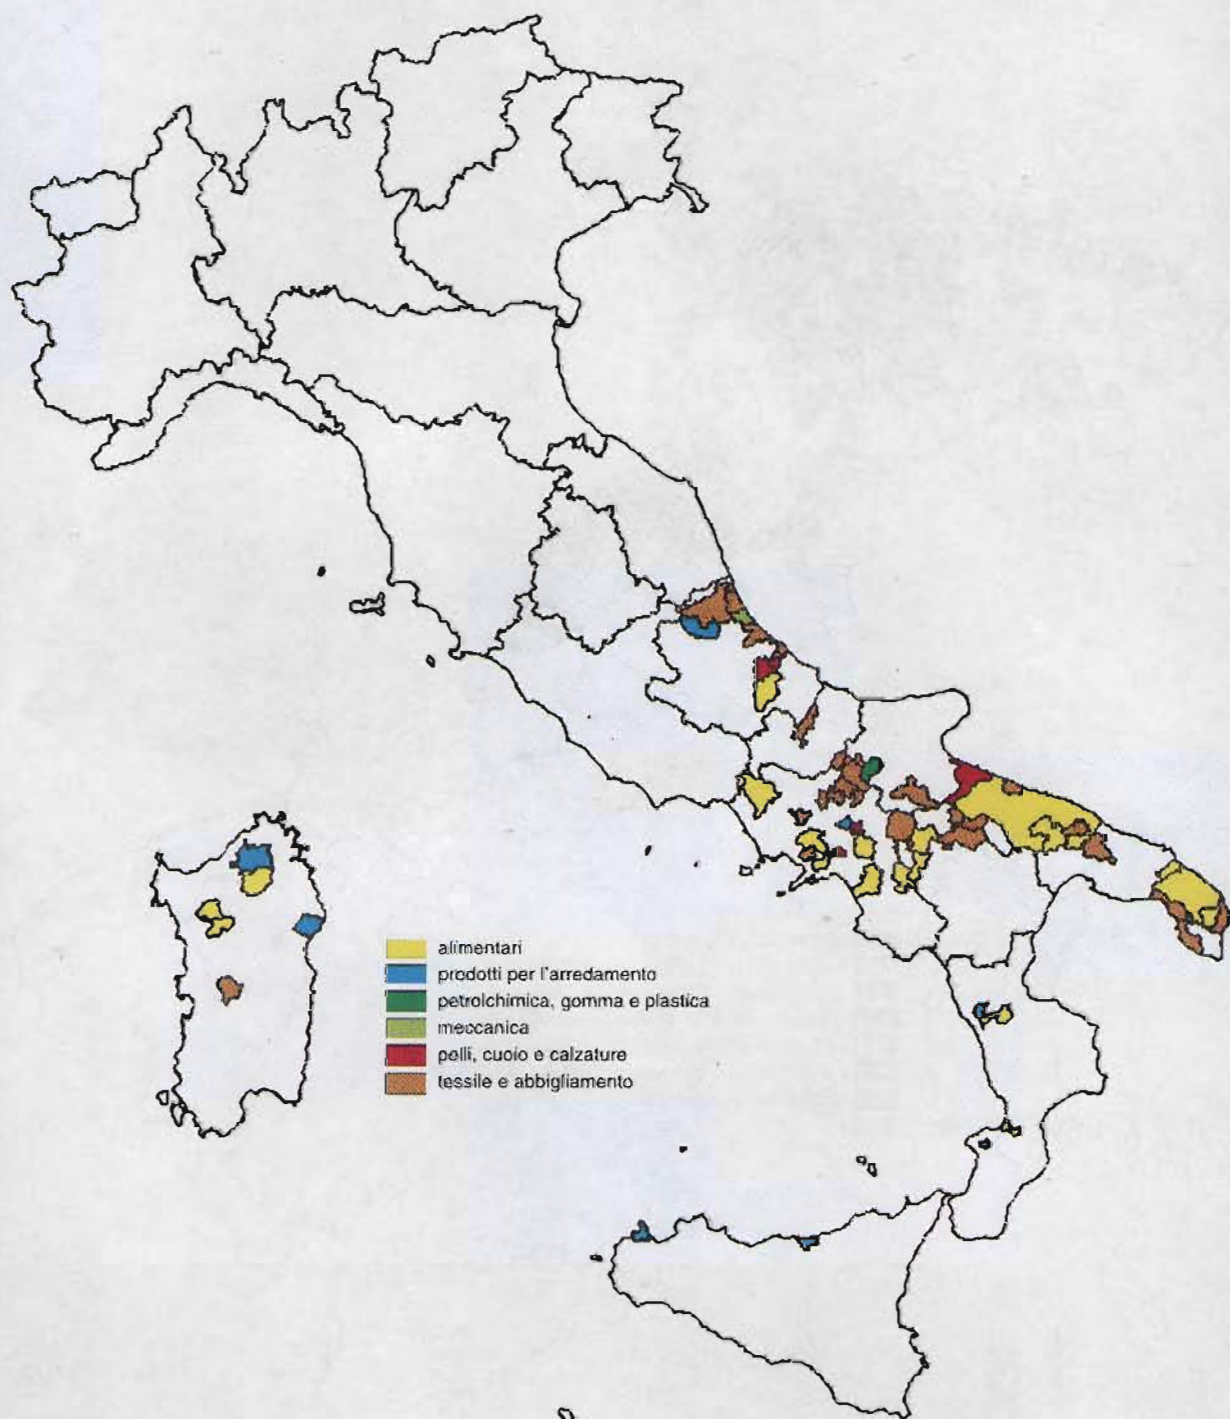 alimentari
prodotti per l'arredamento
petrolchimica, gomma e plastica
meccanica
pelli, cuoio e calzature
tessile e abbigliamento